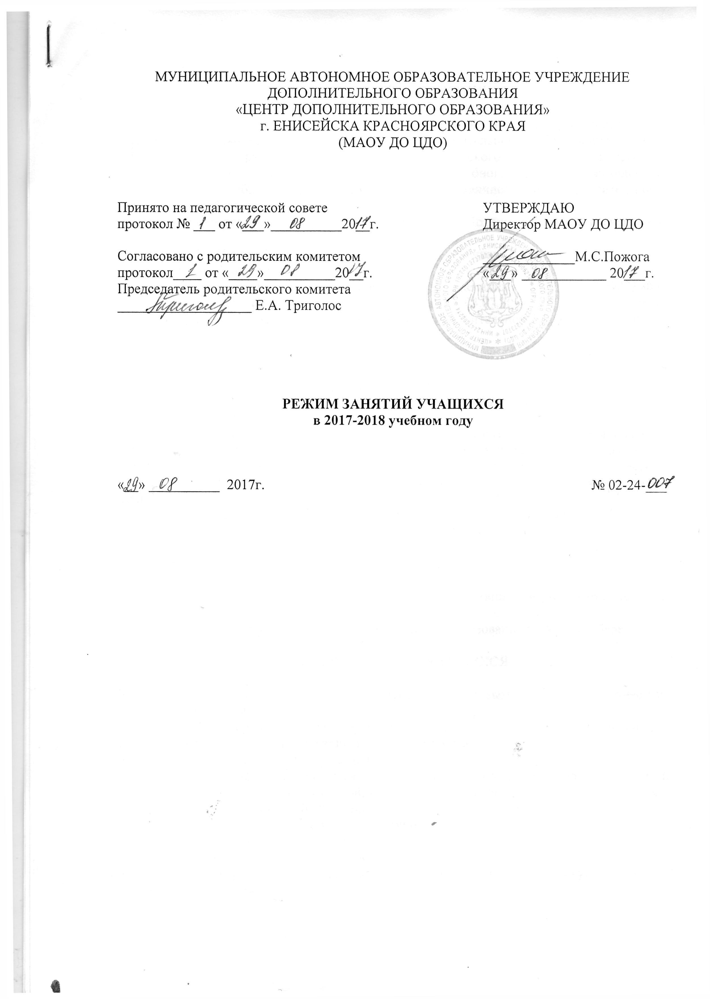 МУНИЦИПАЛЬНОЕ АВТОНОМНОЕ ОБРАЗОВАТЕЛЬНОЕ УЧРЕЖДЕНИЕ
ДОПОЛНИТЕЛЬНОГО ОБРАЗОВАНИЯ
«ЦЕНТР ДОПОЛНИТЕЛЬНОГО ОБРАЗОВАНИЯ»
г. ЕНИСЕЙСКА КРАСНОЯРСКОГО КРАЯ
(МАОУ ДО ЦДО)
Принято на педагогической совете
протокол № 1 от «29» 08 2017г.
Согласовано с родительским комитетом
протокол 1 от «29» 08 2017г.
Председатель родительского комитета
Е.А. Триголос
УТВЕРЖДАЮ
Директор МАОУ ДО ЦДО
М.С.Пожога
«29» 08 2017г.
РЕЖИМ ЗАНЯТИЙ УЧАЩИХСЯ
в 2017-2018 учебном году
«29» 08 2017г.
№ 02-24-007